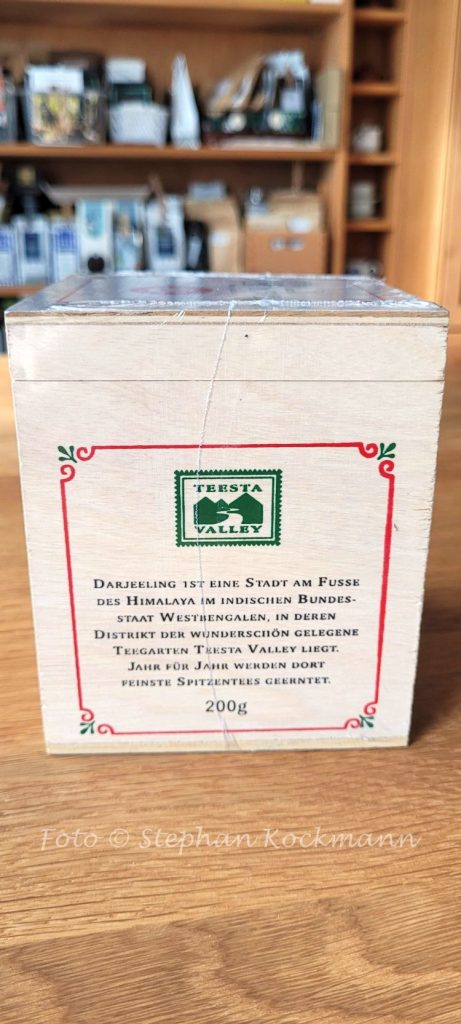 TEESTA
VALLEY
DARJEELING IST EINE STADT AM FUSSE
DES HIMALAYA IM INDISCHEN BUNDES-
STAAT WESTBENGALEN, IN DEREN
DISTRIKT DER WUNDERSCHÖN GELEGENE
TEEGARTEN TEESTA VALLEY LIEGT.
JAHR FÜR JAHR WERDEN DORT
FEINSTE SPITZENTEES GEERNTET.
200g
Foto © Stephan Kockmann